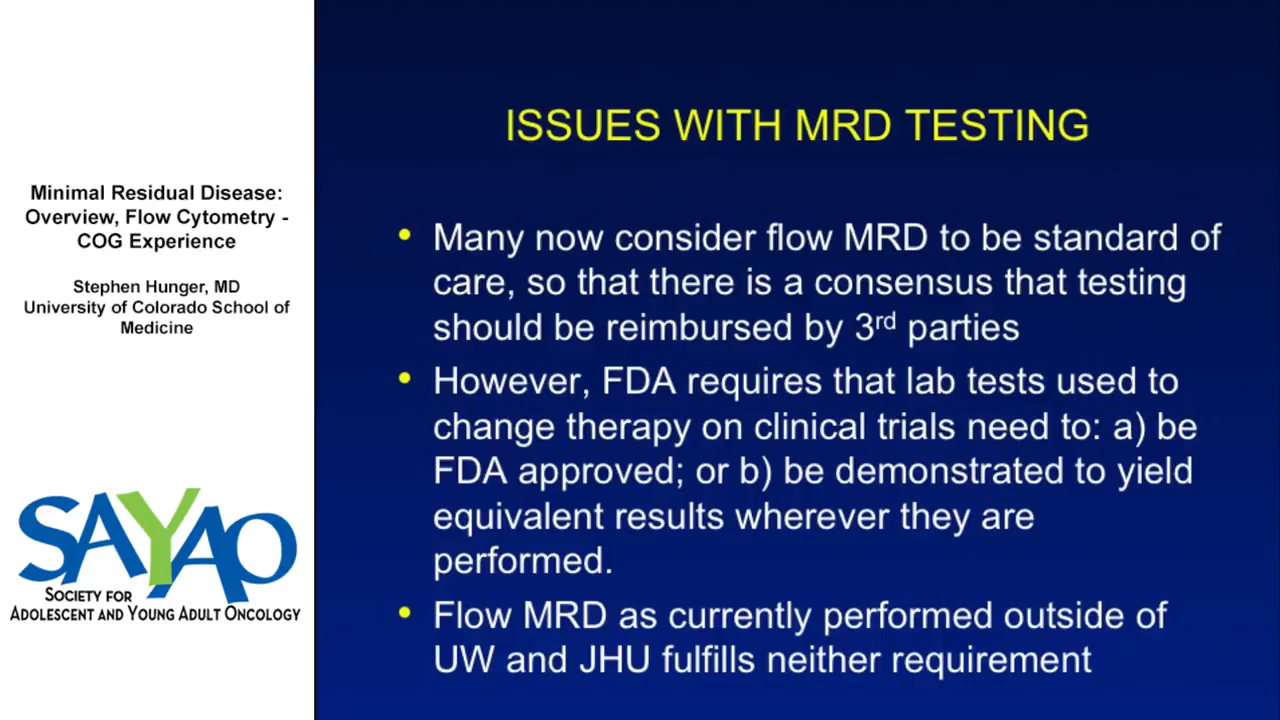 Minimal Residual Disease:
Overview, Flow Cytometry -
COG Experience
Stephen Hunger, MD
University of Colorado School of
Medicine
SAYAO
SOCIETY FOR
ADOLESCENT AND YOUNG ADULT ONCOLOGY
ISSUES WITH MRD TESTING
• Many now consider flow MRD to be standard of
care, so that there is a consensus that testing
should be reimbursed by 3rd parties
• However, FDA requires that lab tests used to
change therapy on clinical trials need to: a) be
FDA approved; or b) be demonstrated to yield
equivalent results wherever they are
performed.
• Flow MRD as currently performed outside of
UW and JHU fulfills neither requirement